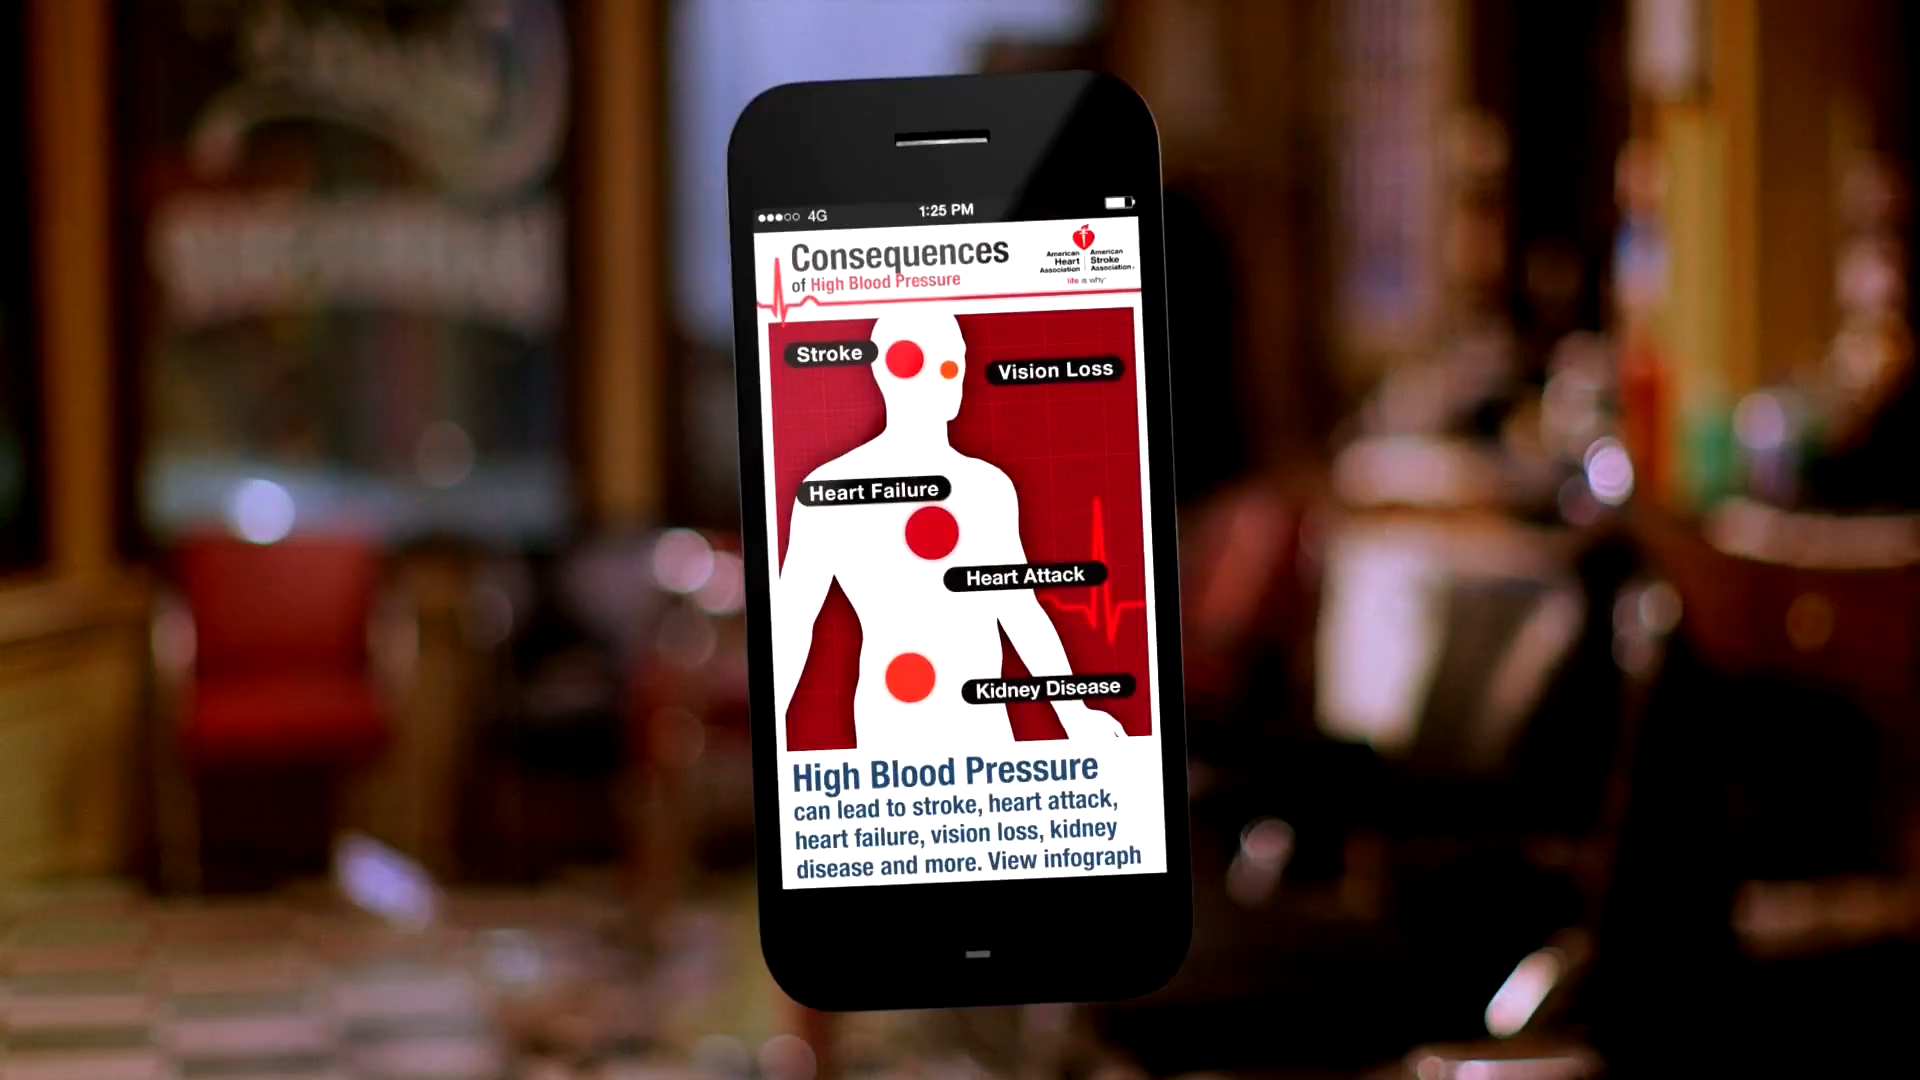 4G
1:25 PM
Consequences
of High Blood Pressure
American Heart Association
American Stroke Association®
life is why™
Stroke
Vision Loss
Heart Failure
Heart Attack
Kidney Disease
High Blood Pressure
can lead to stroke, heart attack,
heart failure, vision loss, kidney
disease and more. View infograph